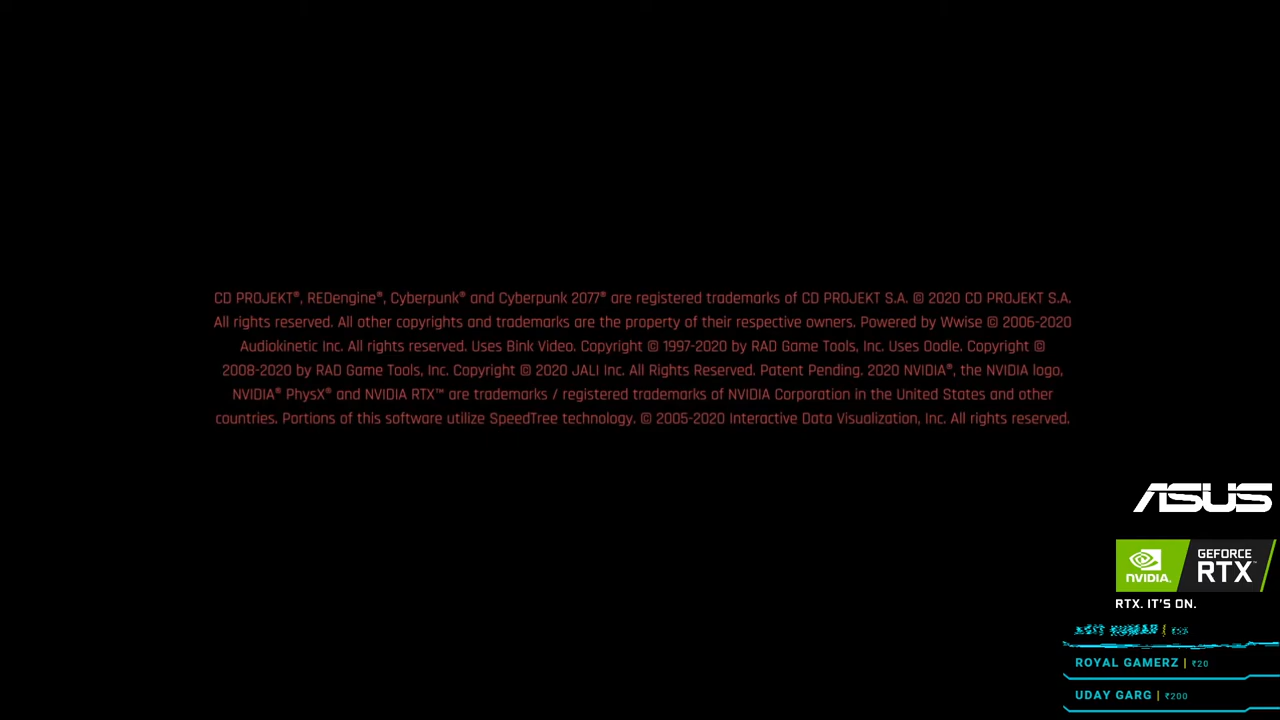 CD PROJEKT®, REDengine®, Cyberpunk® and Cyberpunk 2077® are registered trademarks of CD PROJEKT S.A. © 2020 CD PROJEKT S.A.
All rights reserved. All other copyrights and trademarks are the property of their respective owners. Powered by Wwise © 2006-2020
Audiokinetic Inc. All rights reserved. Uses Bink Video. Copyright © 1997-2020 by RAD Game Tools, Inc. Uses Oodle. Copyright ©
2008-2020 by RAD Game Tools, Inc. Copyright © 2020 JALI Inc. All Rights Reserved. Patent Pending. 2020 NVIDIA®, the NVIDIA logo,
NVIDIA® PhysX® and NVIDIA RTX™ are trademarks / registered trademarks of NVIDIA Corporation in the United States and other
countries. Portions of this software utilize SpeedTree technology. © 2005-2020 Interactive Data Visualization, Inc. All rights reserved.
ASUS
NVIDIA.
GEFORCE
RTX™
RTX. IT'S ON.
ROYAL GAMERZ | ₹20
UDAY GARG | ₹200